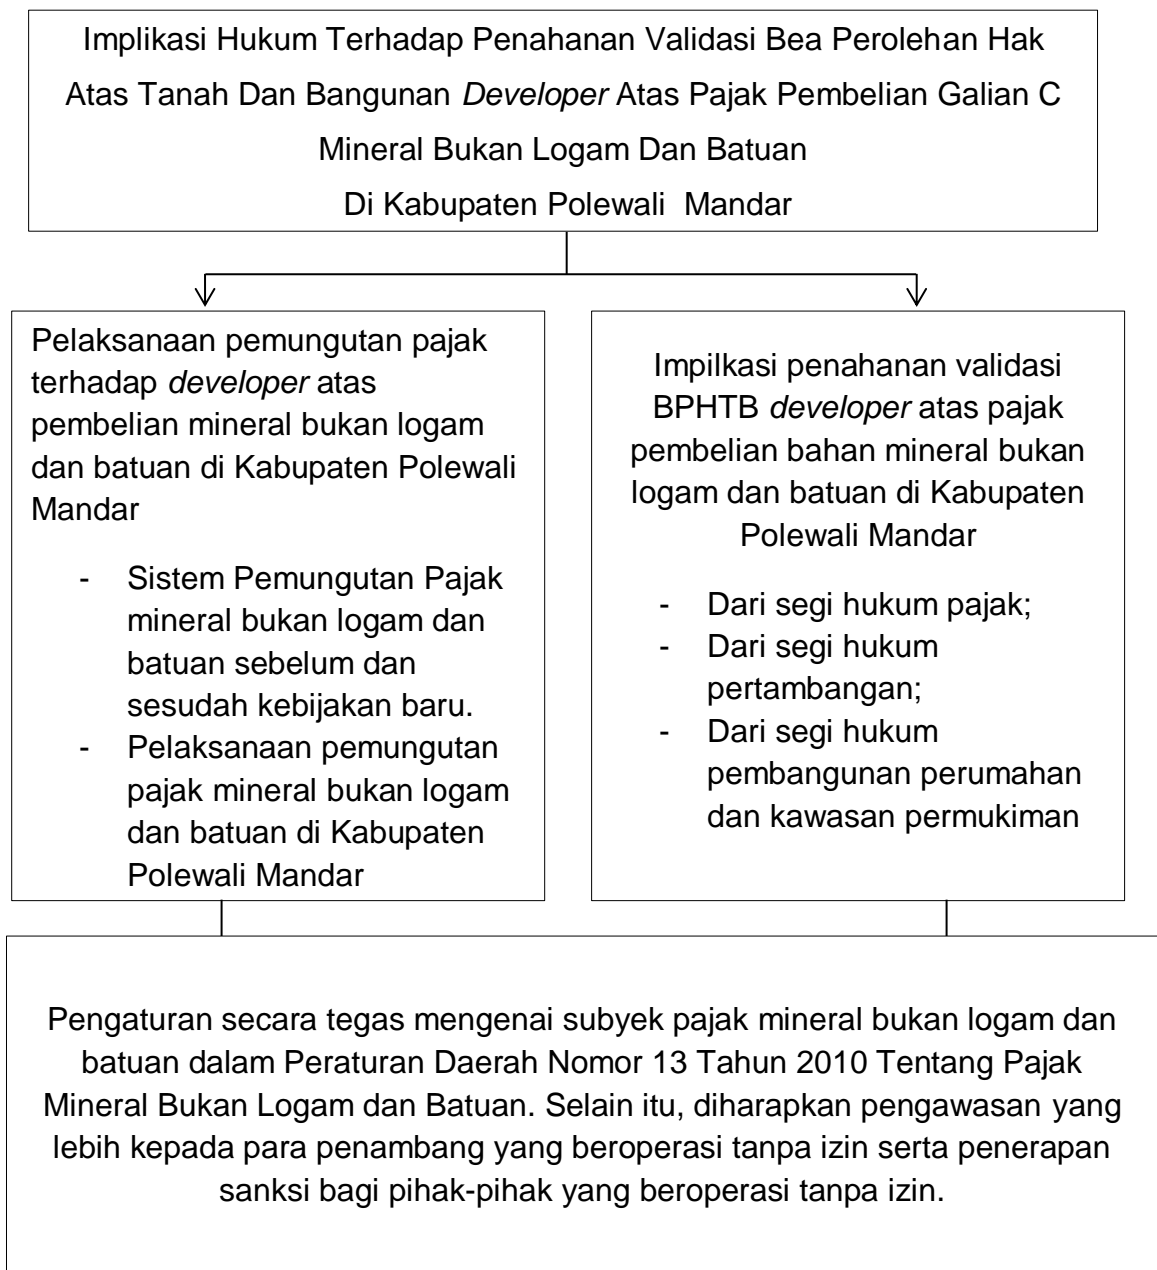 Implikasi Hukum Terhadap Penahanan Validasi Bea Perolehan Hak
Atas Tanah Dan Bangunan Developer Atas Pajak Pembelian Galian C
Mineral Bukan Logam Dan Batuan
Di Kabupaten Polewali Mandar
Pelaksanaan pemungutan pajak
terhadap developer atas
pembelian mineral bukan logam
dan batuan di Kabupaten Polewali
Mandar
- Sistem Pemungutan Pajak
mineral bukan logam dan
batuan sebelum dan
sesudah kebijakan baru.
- Pelaksanaan pemungutan
pajak mineral bukan logam
dan batuan di Kabupaten
Polewali Mandar
Impilkasi penahanan validasi
BPHTB developer atas pajak
pembelian bahan mineral bukan
logam dan batuan di Kabupaten
Polewali Mandar
- Dari segi hukum pajak;
- Dari segi hukum
pertambangan;
- Dari segi hukum
pembangunan perumahan
dan kawasan permukiman
Pengaturan secara tegas mengenai subyek pajak mineral bukan logam dan
batuan dalam Peraturan Daerah Nomor 13 Tahun 2010 Tentang Pajak
Mineral Bukan Logam dan Batuan. Selain itu, diharapkan pengawasan yang
lebih kepada para penambang yang beroperasi tanpa izin serta penerapan
sanksi bagi pihak-pihak yang beroperasi tanpa izin.